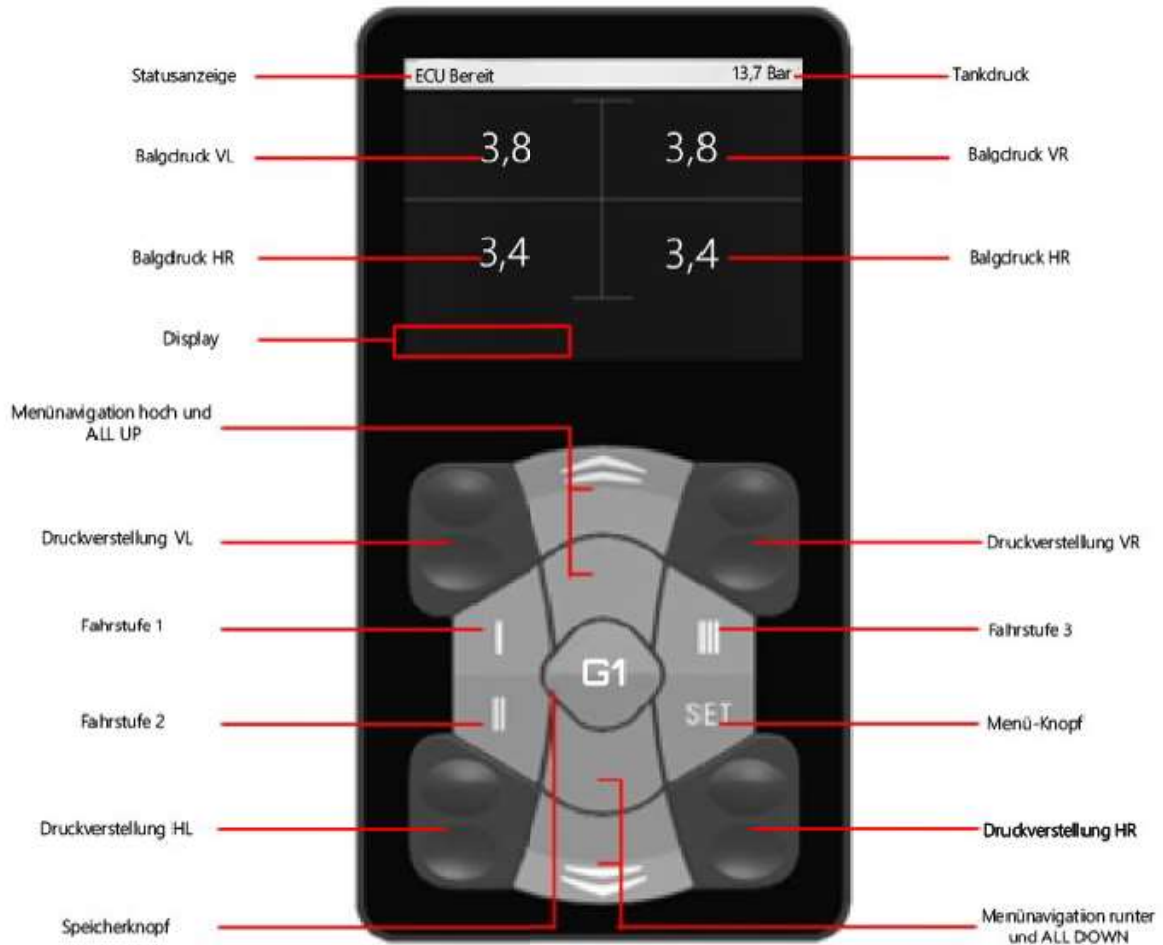 Statusanzeige
ECU Bereit
13,7 Bar
Tankdruck
Balgdruck VL
3,8
3,8
Balgdruck VR
Balgdruck HR
3,4
3,4
Balgdruck HR
Display
Menünavigation hoch und
ALL UP
Druckverstellung VL
Druckverstellung VR
Fahrstufe 1
I
III
Fahrstufe 3
G1
Fahrstufe 2
II
SET
Menü-Knopf
Druckverstellung HL
Druckverstellung HR
Speicherknopf
Menünavigation runter
und ALL DOWN